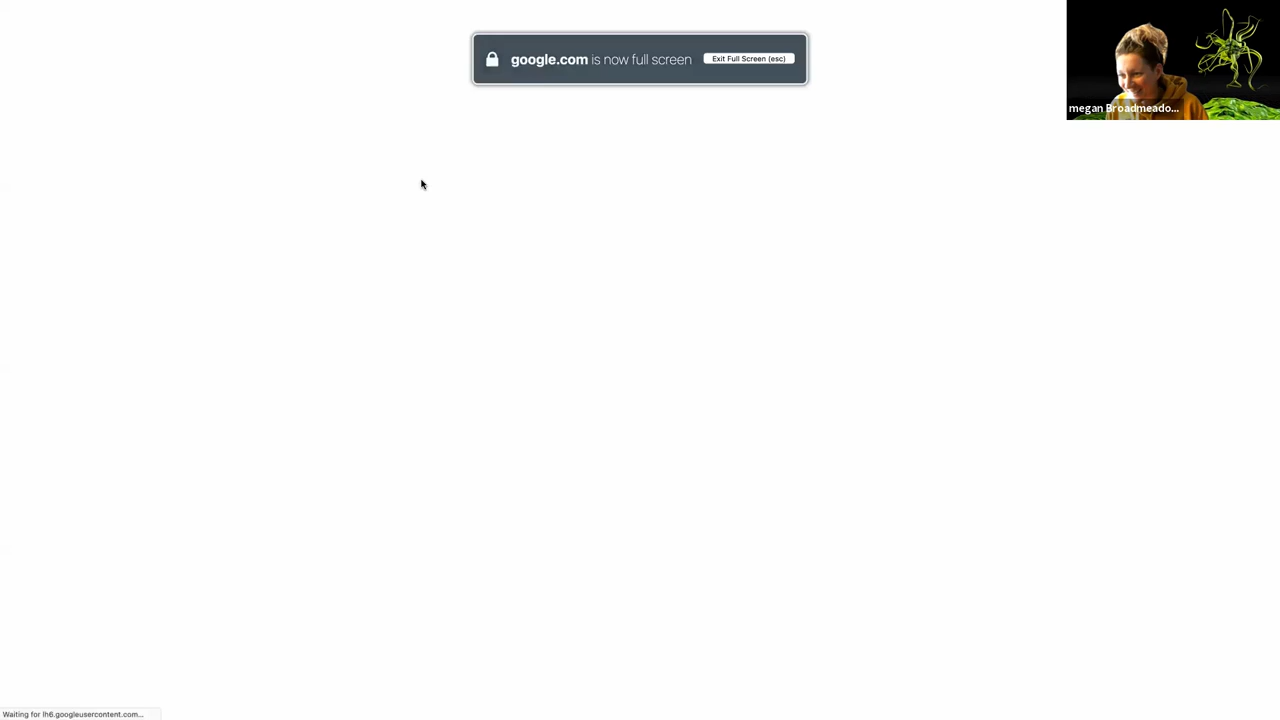 google.com is now full screen
Exit Full Screen (esc)
megan Broadmeado...
Waiting for lh6.googleusercontent.com...